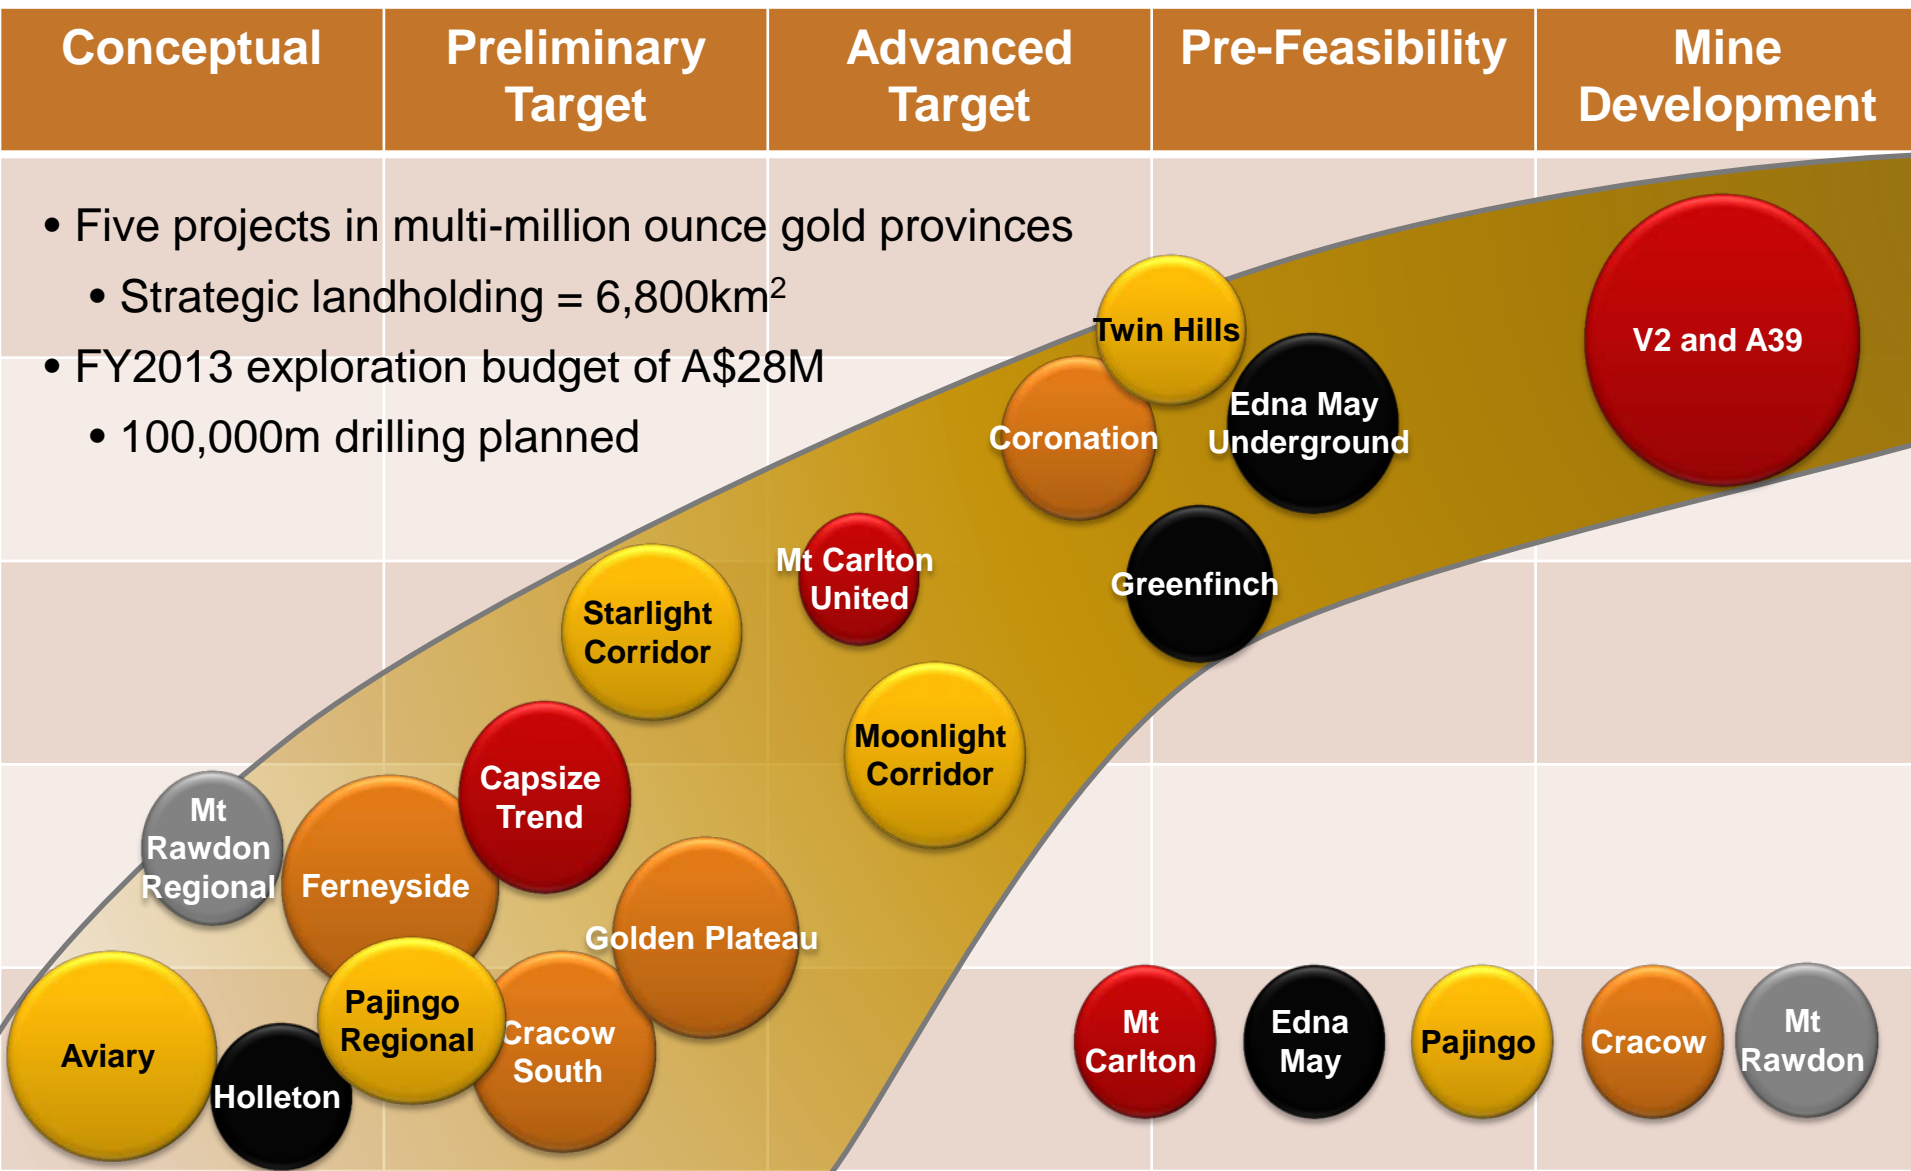 Conceptual
Preliminary
Target
Advanced
Target
Pre-Feasibility
Mine
Development
• Five projects in multi-million ounce gold provinces
• Strategic landholding = 6,800km²
• FY2013 exploration budget of A$28M
• 100,000m drilling planned
Twin Hills
V2 and A39
Edna May
Underground
Coronation
Mt Carlton
United
Greenfinch
Starlight
Corridor
Moonlight
Corridor
Capsize
Trend
Mt
Rawdon
Regional
Ferneyside
Golden Plateau
Pajingo
Regional
Cracow
South
Aviary
Holleton
Mt
Carlton
Edna
May
Pajingo
Cracow
Mt
Rawdon